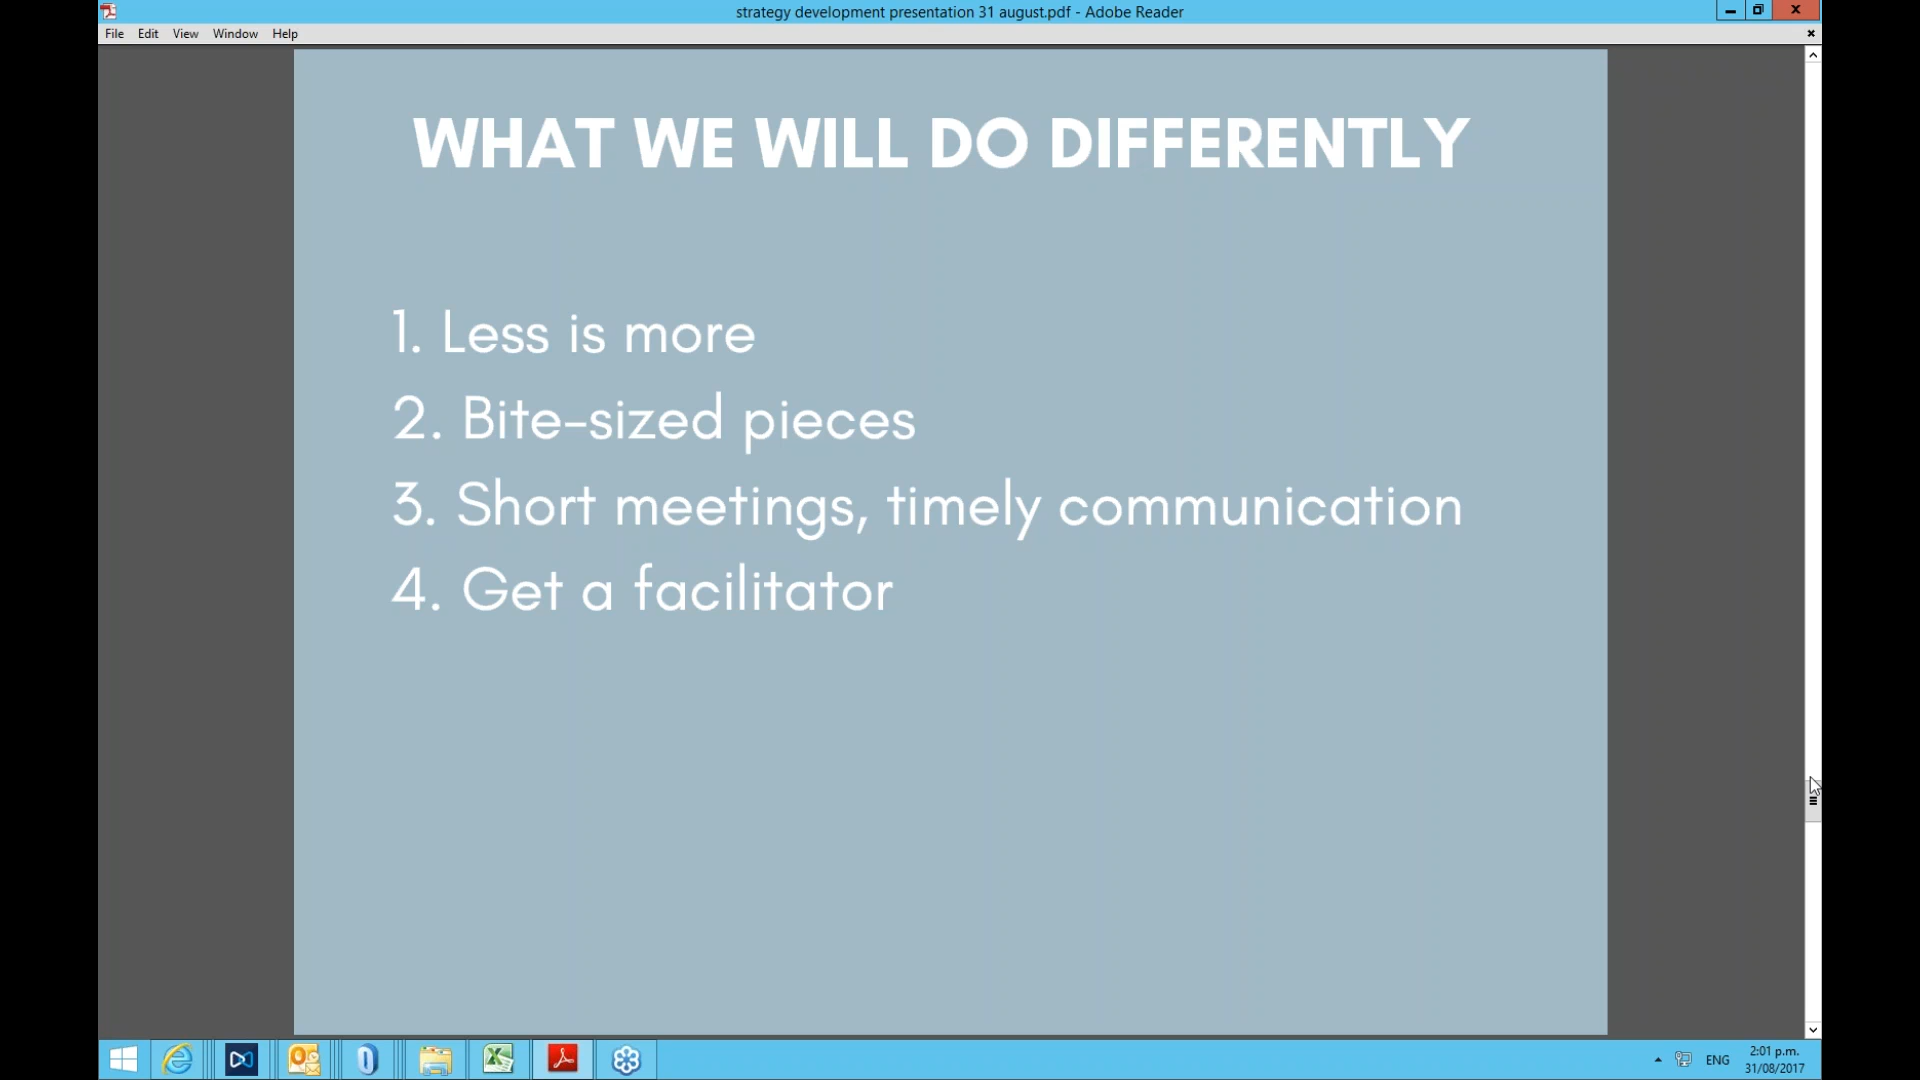 strategy development presentation 31 august.pdf - Adobe Reader
File Edit View Window Help
WHAT WE WILL DO DIFFERENTLY
1. Less is more
2. Bite-sized pieces
3. Short meetings, timely communication
4. Get a facilitator
ENG
2:01 p.m.
31/08/2017